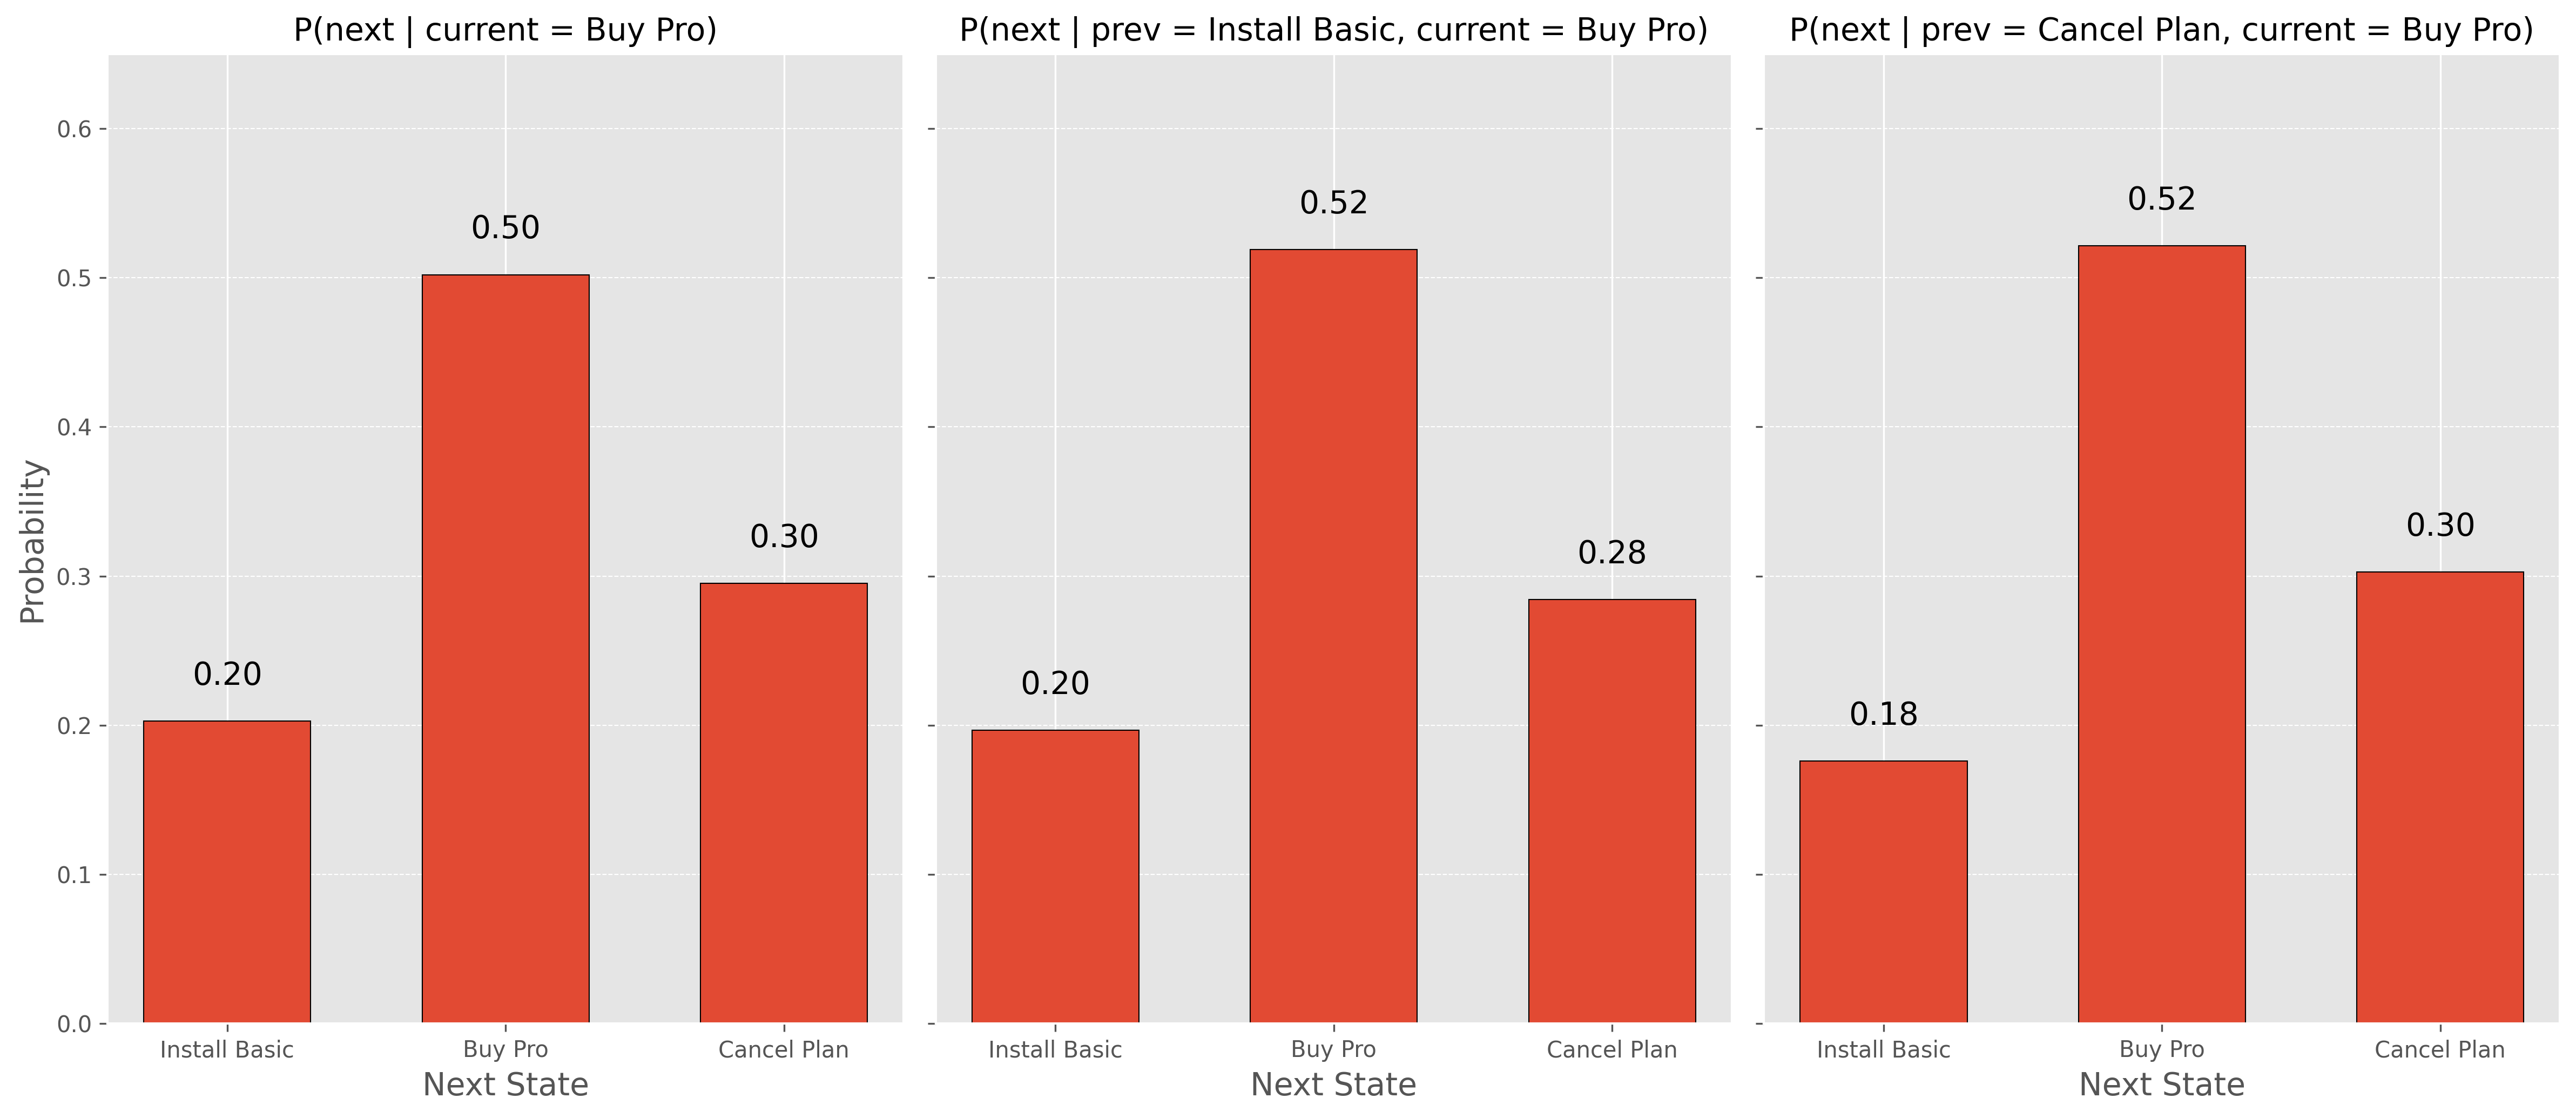 P(next | current = Buy Pro)
P(next | prev = Install Basic, current = Buy Pro)
P(next | prev = Cancel Plan, current = Buy Pro)
Probability
0.6
0.5
0.4
0.3
0.2
0.1
0.0
0.20
0.50
0.30
Install Basic
Buy Pro
Cancel Plan
Next State
0.20
0.52
0.28
Install Basic
Buy Pro
Cancel Plan
Next State
0.18
0.52
0.30
Install Basic
Buy Pro
Cancel Plan
Next State